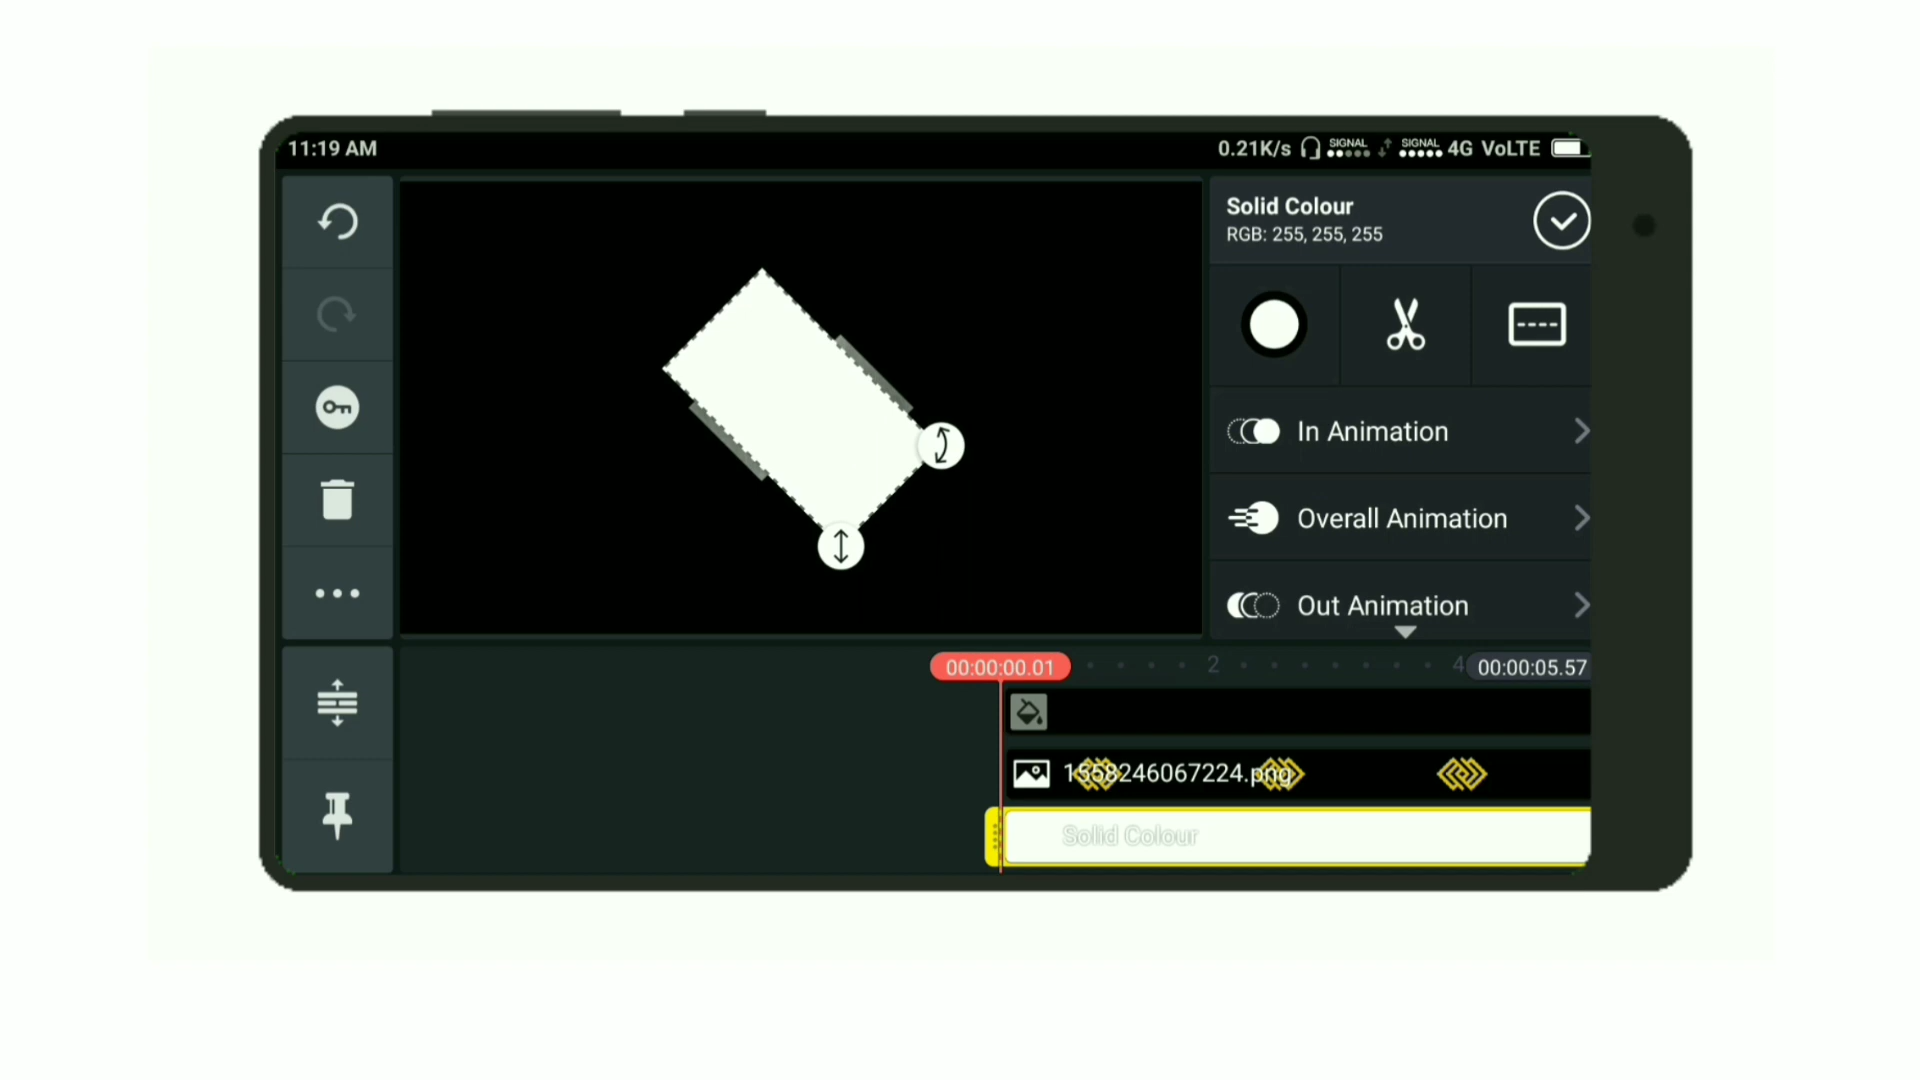 11:19 AM
0.21K/s SIGNAL SIGNAL 4G VoLTE
Solid Colour
RGB: 255, 255, 255
In Animation
Overall Animation
Out Animation
00:00:00.01 2 4 00:00:05.57
1558246067224.png
Solid Colour